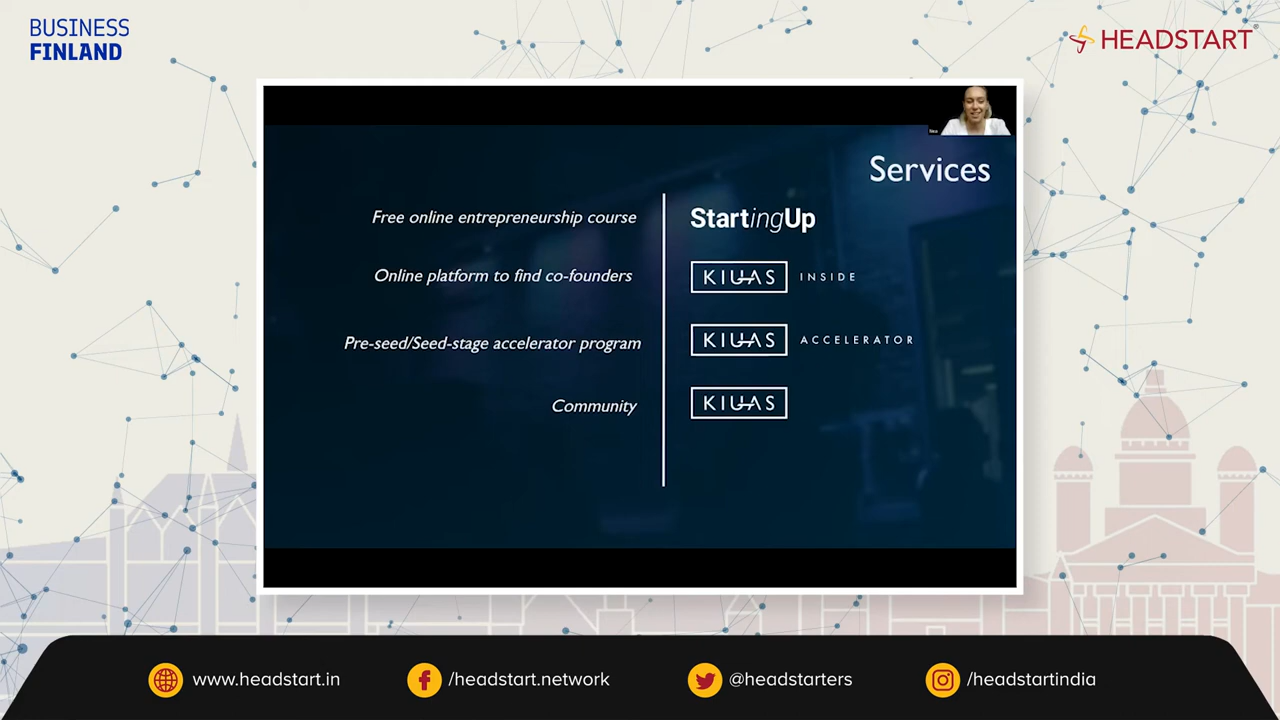 BUSINESS
FINLAND
HEADSTART
Services
Free online entrepreneurship course
StartingUp
Online platform to find co-founders
KIUAS INSIDE
Pre-seed/Seed-stage accelerator program
KIUAS ACCELERATOR
Community
KIUAS
www.headstart.in
/headstart.network
@headstarters
/headstartindia